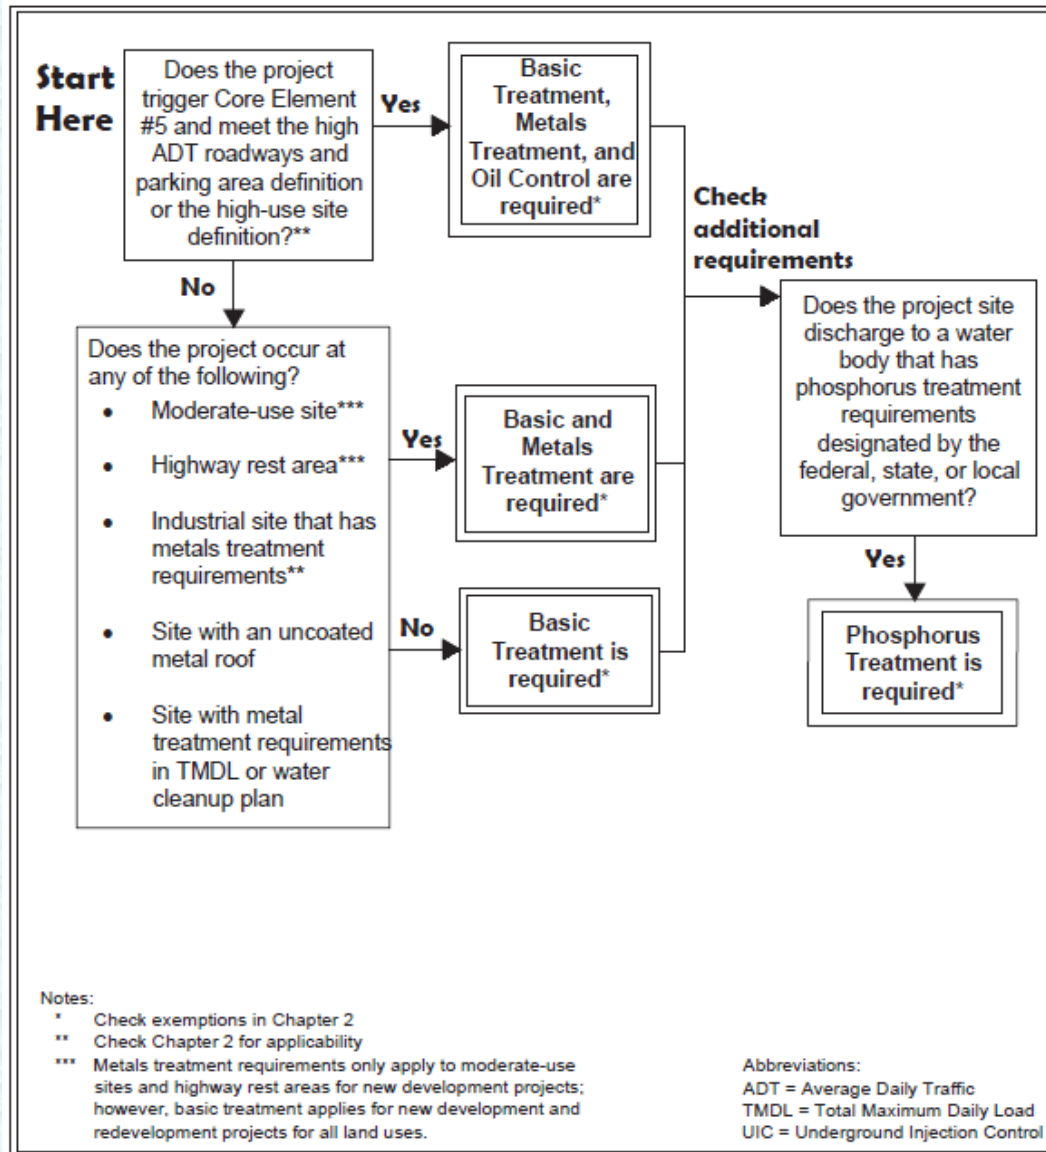 Start
Here
Does the project
trigger Core Element
#5 and meet the high
ADT roadways and
parking area definition
or the high-use site
definition?**
Yes
Basic
Treatment,
Metals
Treatment, and
Oil Control are
required*
Check
additional
requirements
No
Does the project occur at
any of the following?
• Moderate-use site***
• Highway rest area***
• Industrial site that has
metals treatment
requirements**
• Site with an uncoated
metal roof
• Site with metal
treatment requirements
in TMDL or water
cleanup plan
Yes
Basic and
Metals
Treatment are
required*
No
Basic
Treatment is
required*
Does the project site
discharge to a water
body that has
phosphorus treatment
requirements
designated by the
federal, state, or local
government?
Yes
Phosphorus
Treatment is
required*
Notes:
* Check exemptions in Chapter 2
** Check Chapter 2 for applicability
*** Metals treatment requirements only apply to moderate-use
sites and highway rest areas for new development projects;
however, basic treatment applies for new development and
redevelopment projects for all land uses.
Abbreviations:
ADT = Average Daily Traffic
TMDL = Total Maximum Daily Load
UIC = Underground Injection Control